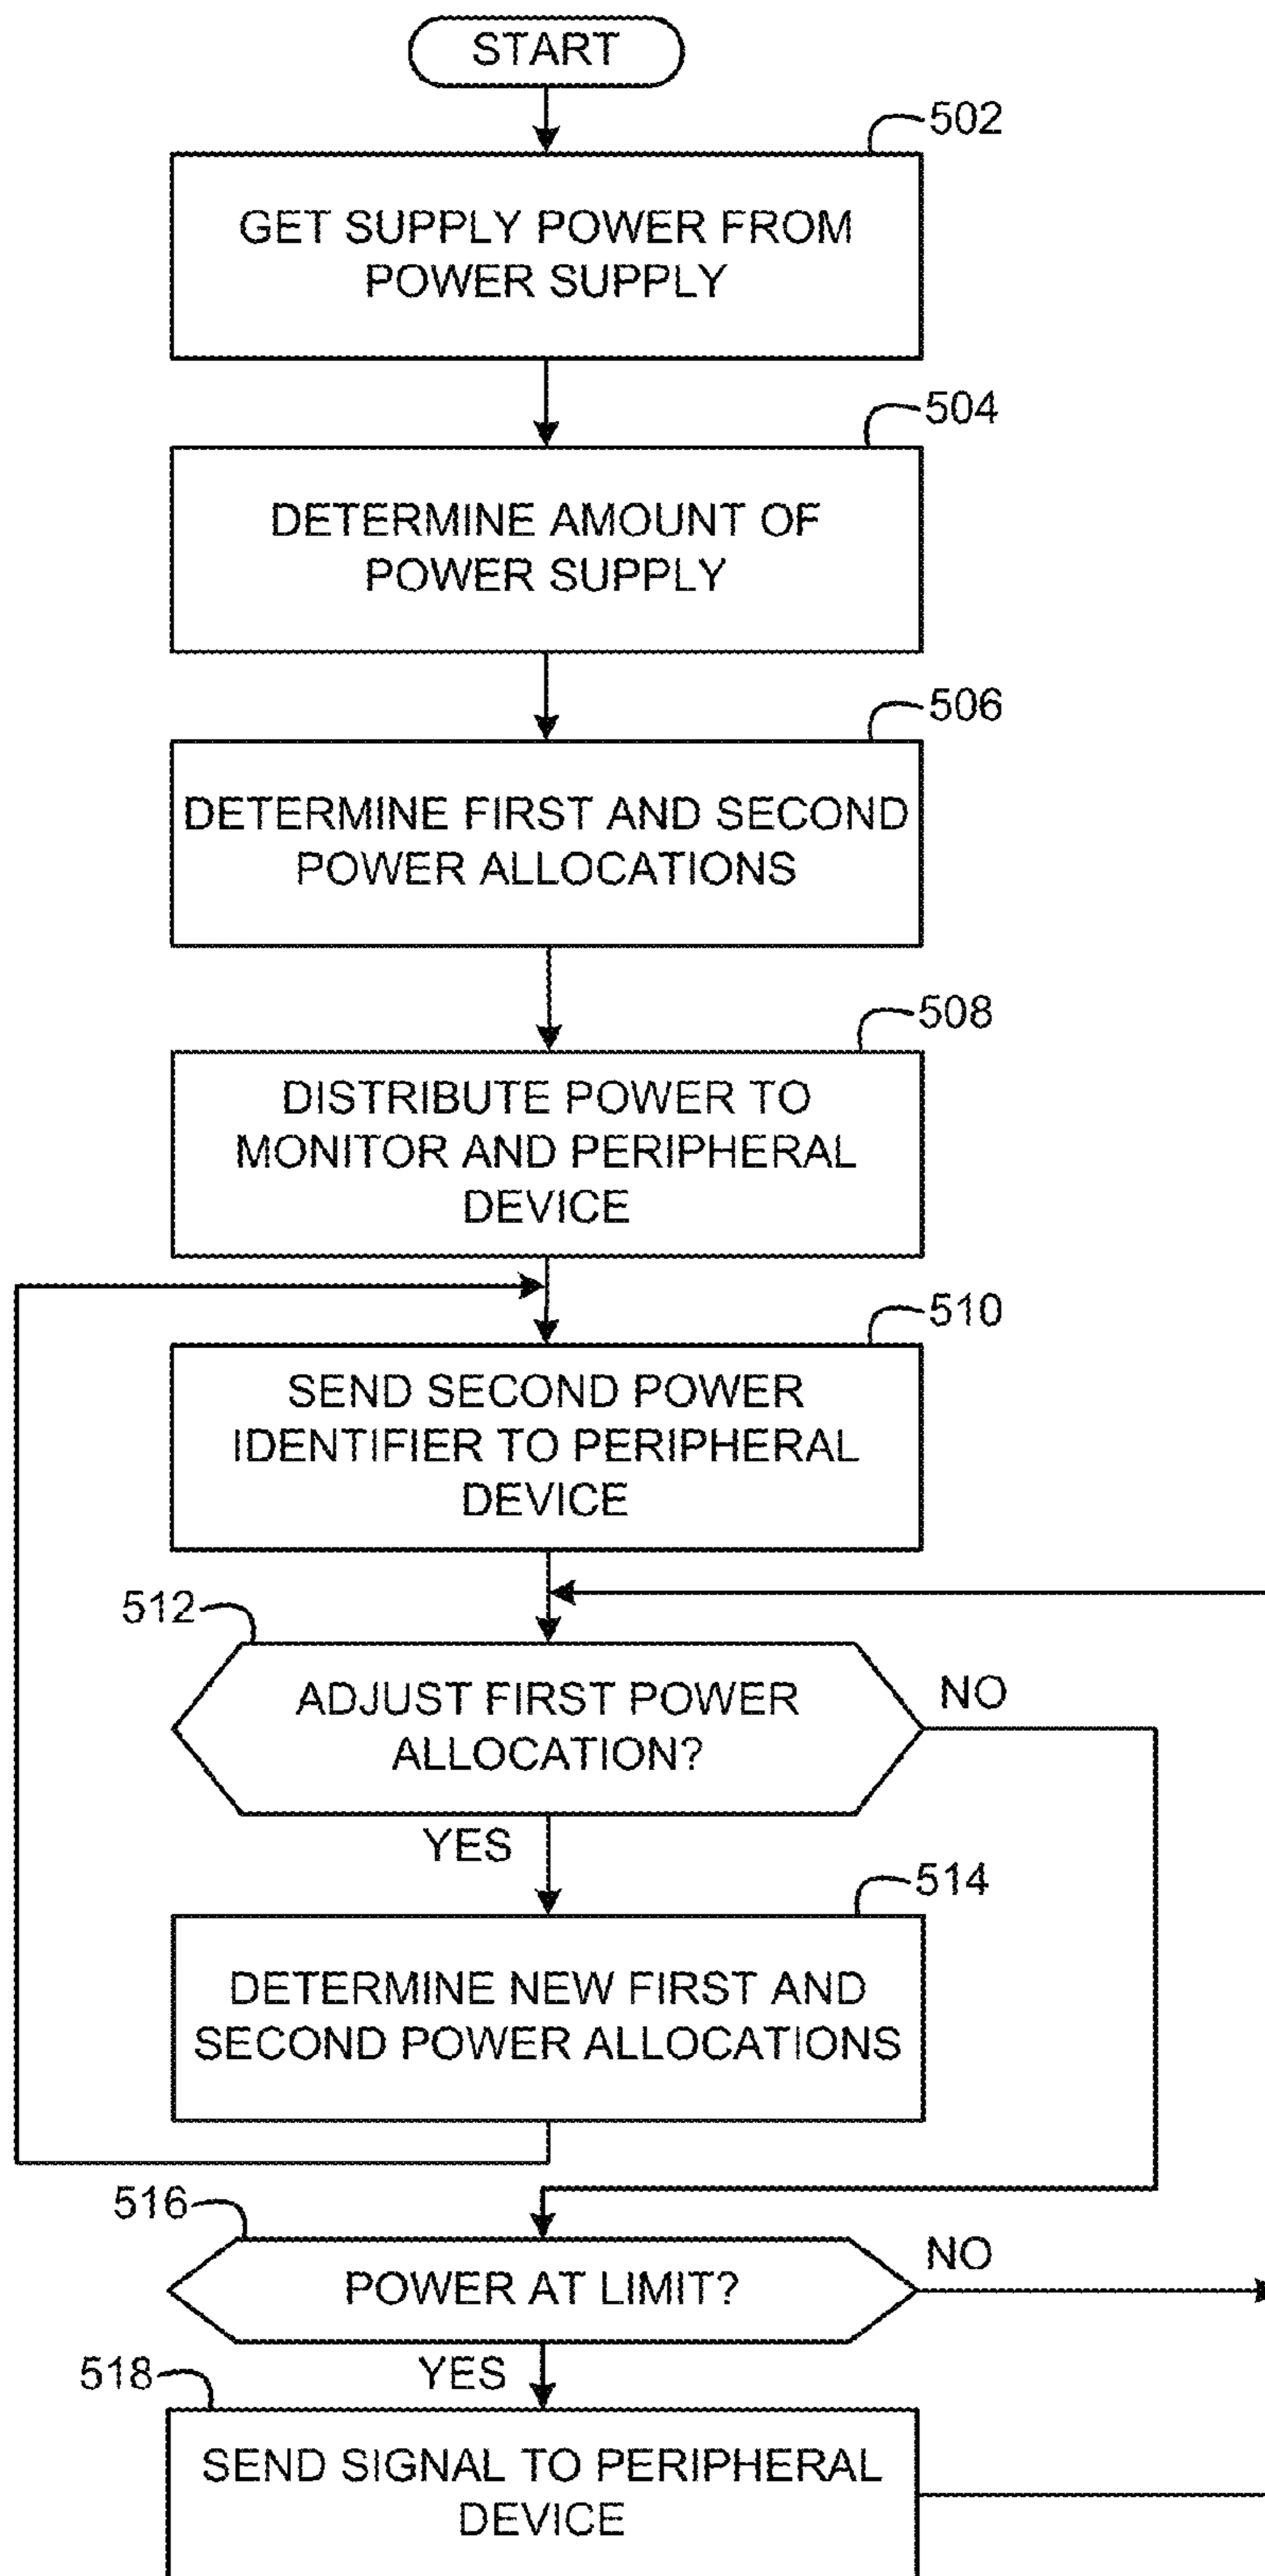 START
502
GET SUPPLY POWER FROM
POWER SUPPLY
504
DETERMINE AMOUNT OF
POWER SUPPLY
506
DETERMINE FIRST AND SECOND
POWER ALLOCATIONS
508
DISTRIBUTE POWER TO
MONITOR AND PERIPHERAL
DEVICE
510
SEND SECOND POWER
IDENTIFIER TO PERIPHERAL
DEVICE
512
ADJUST FIRST POWER
ALLOCATION?
NO
YES
514
DETERMINE NEW FIRST AND
SECOND POWER ALLOCATIONS
516
POWER AT LIMIT?
NO
YES
518
SEND SIGNAL TO PERIPHERAL
DEVICE